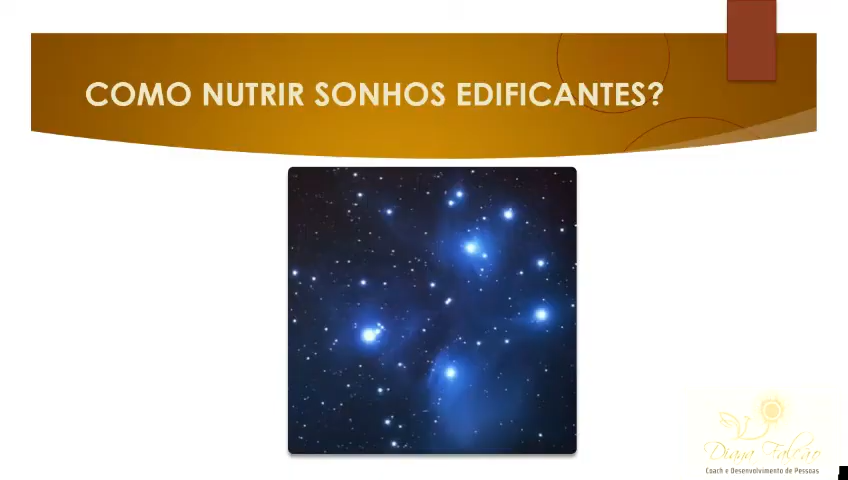 COMO NUTRIR SONHOS EDIFICANTES?
Diana Falcão
Coach e Desenvolvimento de Pessoas